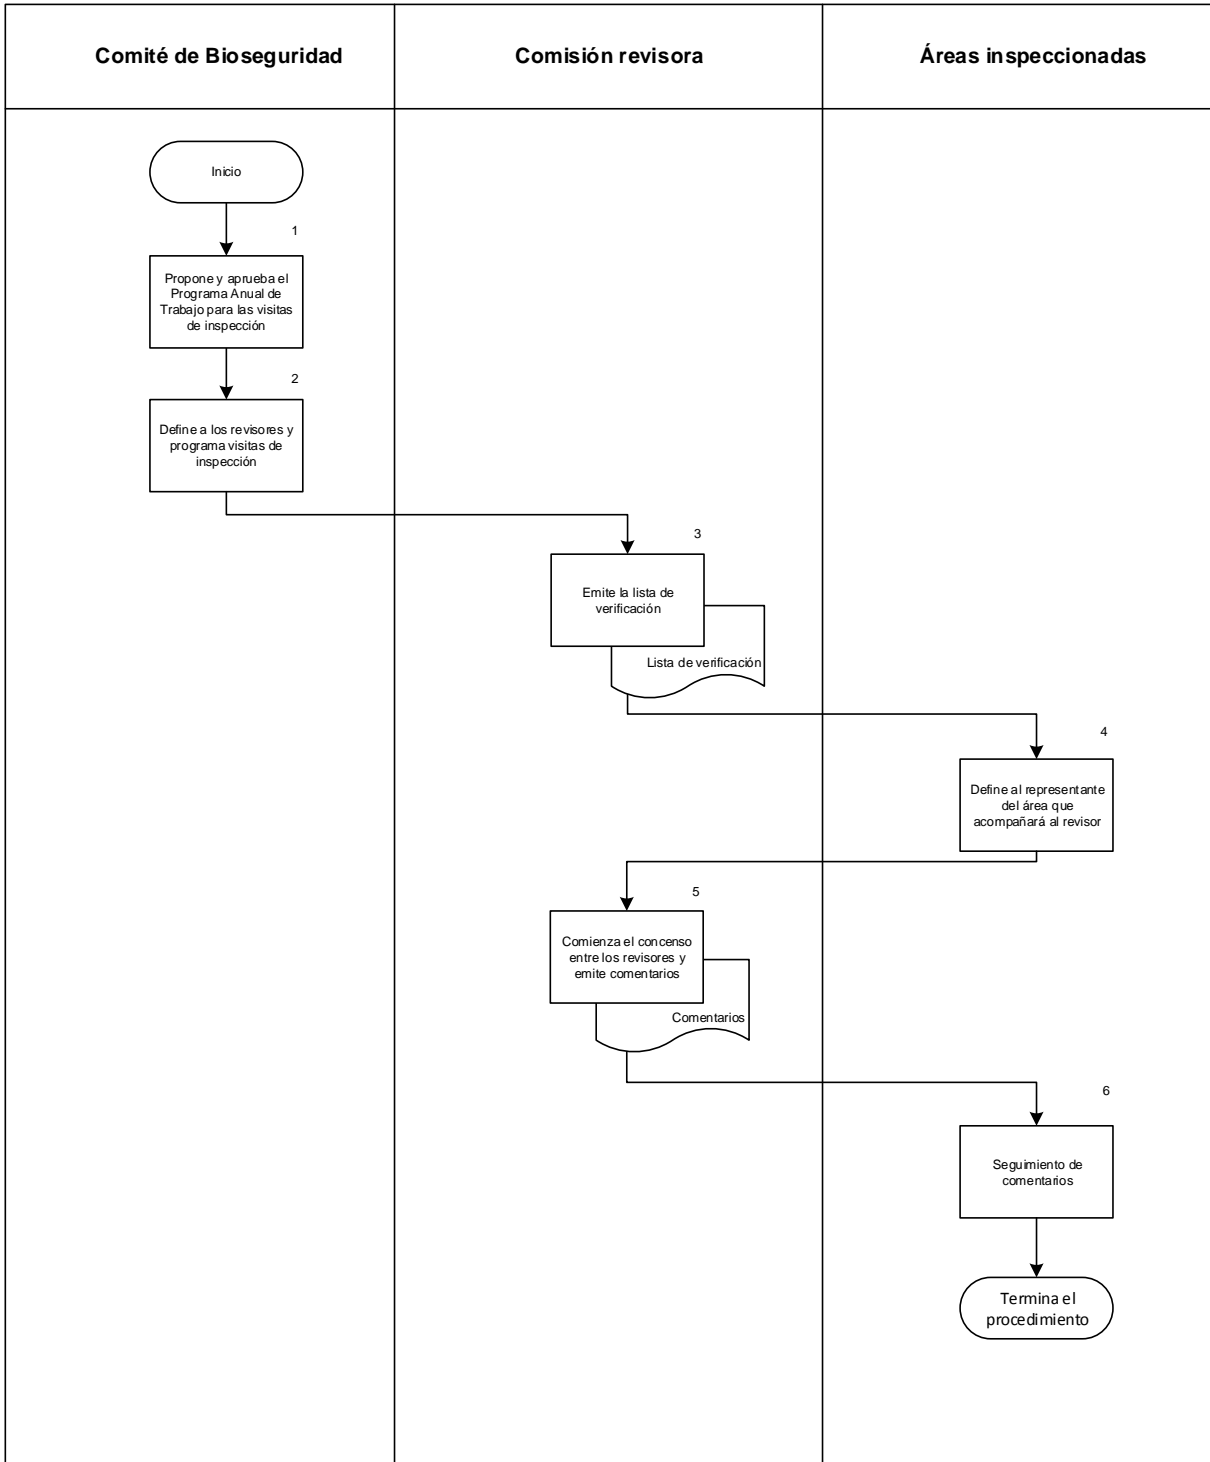 Comité de Bioseguridad
Comisión revisora
Áreas inspeccionadas
Inicio
1
Propone y aprueba el
Programa Anual de
Trabajo para las visitas
de inspección
2
Define a los revisores y
programa visitas de
inspección
3
Emite la lista de
verificación
Lista de verificación
4
Define al representante
del área que
acompañará al revisor
5
Comienza el concenso
entre los revisores y
emite comentarios
Comentarios
6
Seguimiento de
comentarios
Termina el
procedimiento